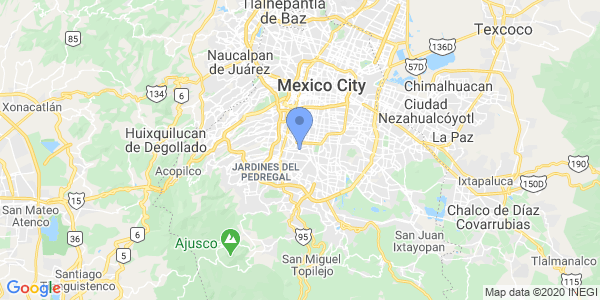 Tlalnepantla
de Baz
Texcoco
136D
Naucalpan
de Juárez
57D
Mexico City
Chimalhuacan
134
6
Xonacatlán
Ciudad
Nezahualcóyotl
Huixquilucan
de Degollado
La Paz
190
Acopilco
JARDINES DEL
PEDREGAL
Ixtapaluca
150D
15
San Mateo
Atenco
Chalco de Díaz
Covarrubias
36
Ajusco
95
San Juan
Ixtayopan
San Miguel
Topilejo
Tlalmanalco
Santiago
Tianguistenco
6
Google
Map data ©2020 INEGI